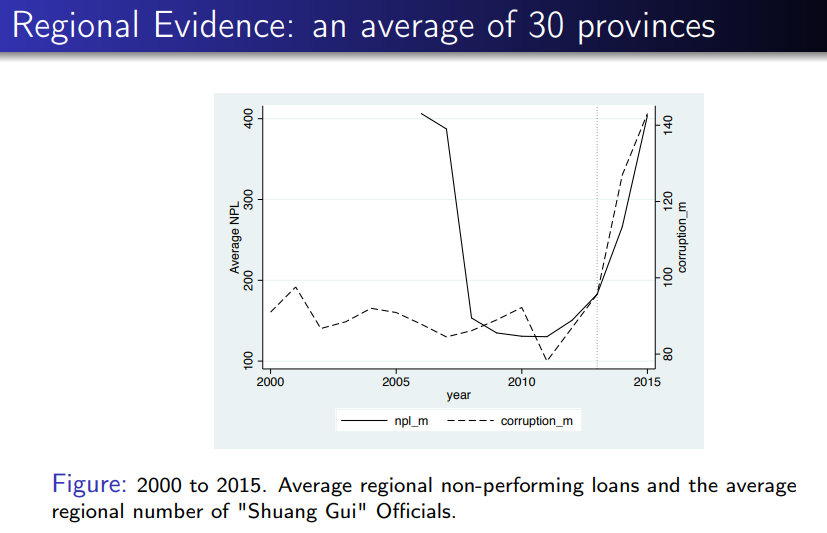 Regional Evidence: an average of 30 provinces
400
300
200
100
Average NPL
140
120
100
80
corruption_m
2000
2005
2010
2015
year
npl_m
corruption_m
Figure: 2000 to 2015. Average regional non-performing loans and the average
regional number of "Shuang Gui" Officials.